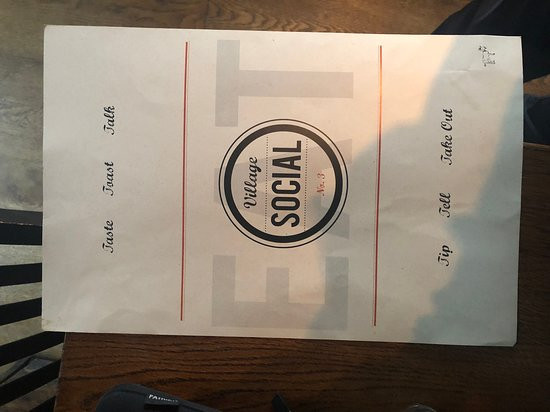 Taste Toast Talk
EAT
Village
SOCIAL
No. 3
Tip Tell Take Out